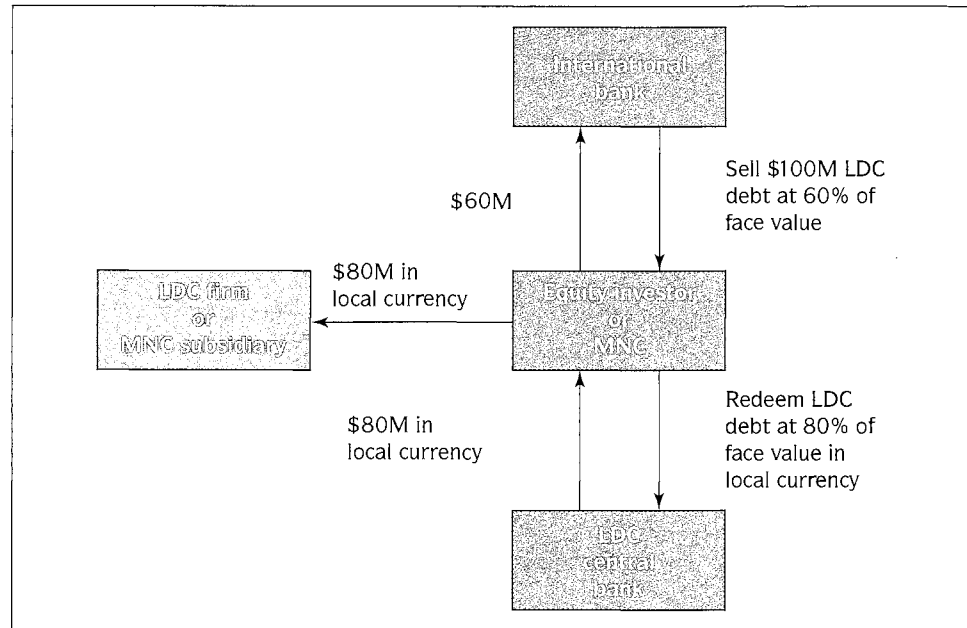 International
bank
$60M
Sell $100M LDC
debt at 60% of
face value
$80M in
local currency
LDC firm
or
MNC subsidiary
Equity investor
or
MNC
$80M in
local currency
Redeem LDC
debt at 80% of
face value in
local currency
LDC
central
bank